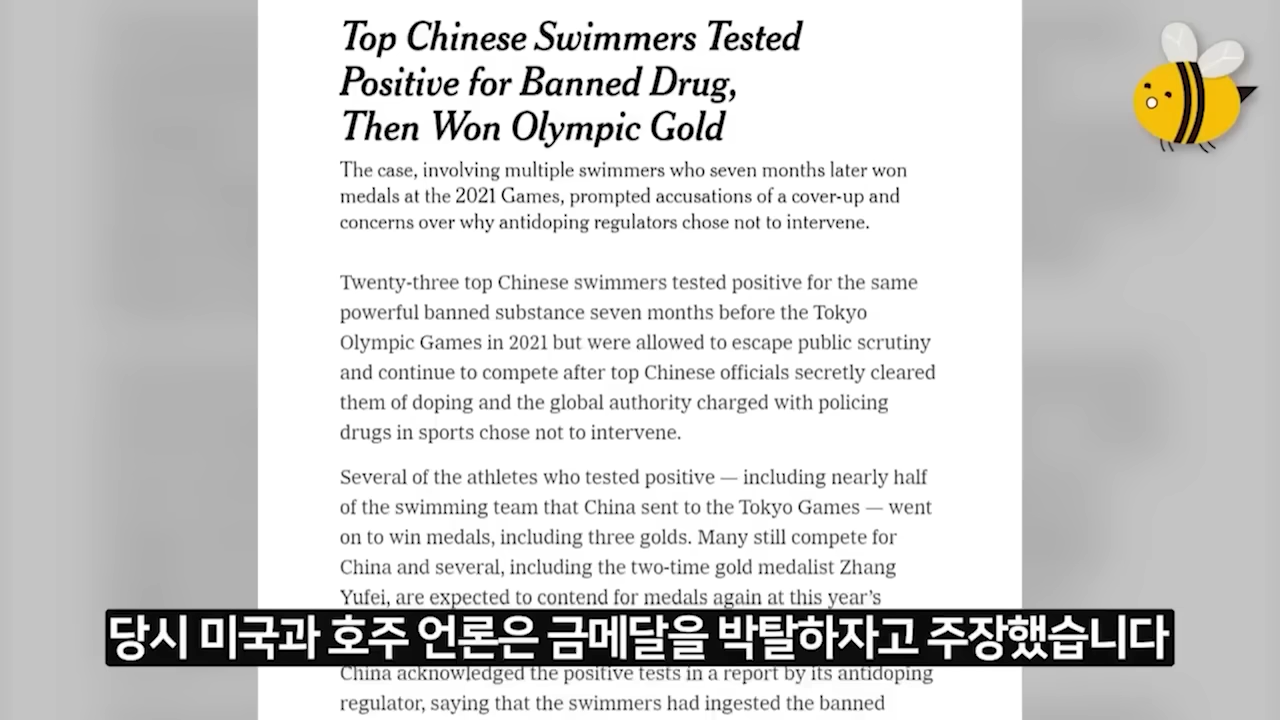 Top Chinese Swimmers Tested
Positive for Banned Drug,
Then Won Olympic Gold
The case, involving multiple swimmers who seven months later won
medals at the 2021 Games, prompted accusations of a cover-up and
concerns over why antidoping regulators chose not to intervene.
Twenty-three top Chinese swimmers tested positive for the same
powerful banned substance seven months before the Tokyo
Olympic Games in 2021 but were allowed to escape public scrutiny
and continue to compete after top Chinese officials secretly cleared
them of doping and the global authority charged with policing
drugs in sports chose not to intervene.
Several of the athletes who tested positive — including nearly half
of the swimming team that China sent to the Tokyo Games — went
on to win medals, including three golds. Many still compete for
China and several, including the two-time gold medalist Zhang
Yufei, are expected to contend for medals again at this year’s
당시 미국과 호주 언론은 금메달을 박탈하자고 주장했습니다
China acknowledged the positive tests in a report by its antidoping
regulator, saying that the swimmers had ingested the banned